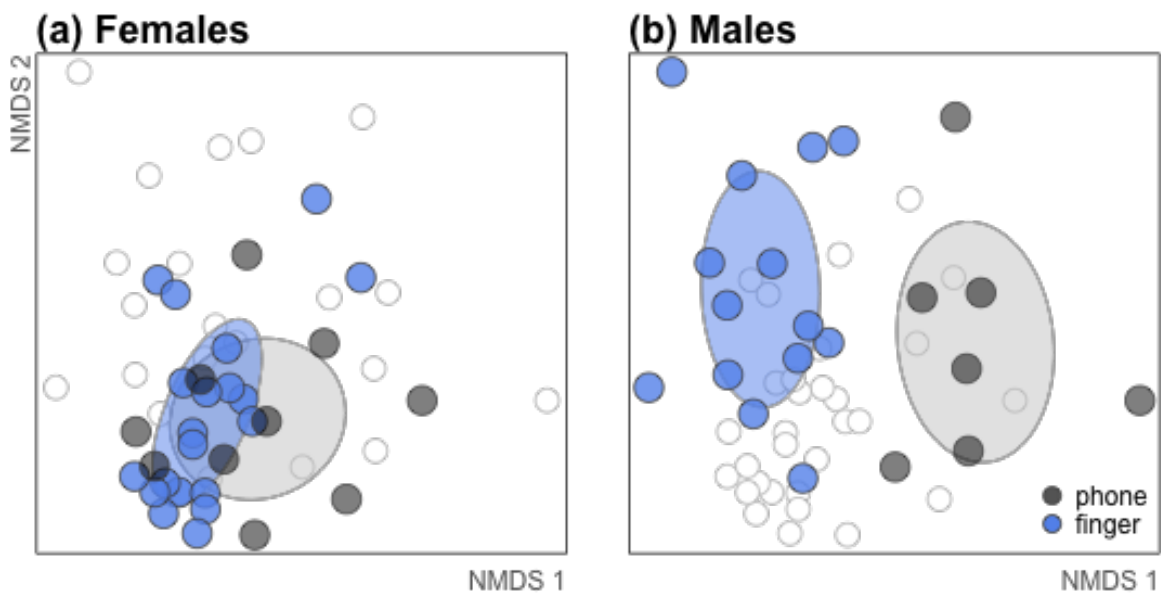 (a) Females
NMDS 2
NMDS 1
(b) Males
phone
finger
NMDS 1